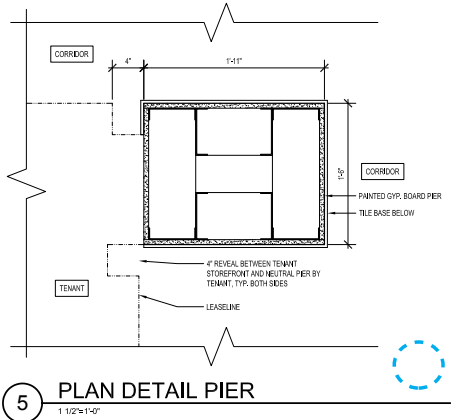 CORRIDOR
4"
1'-11"
1'-6"
CORRIDOR
PAINTED GYP. BOARD PIER
TILE BASE BELOW
4" REVEAL BETWEEN TENANT
STOREFRONT AND NEUTRAL PIER BY
TENANT, TYP. BOTH SIDES
TENANT
LEASELINE
5
PLAN DETAIL PIER
1 1/2"=1'-0"